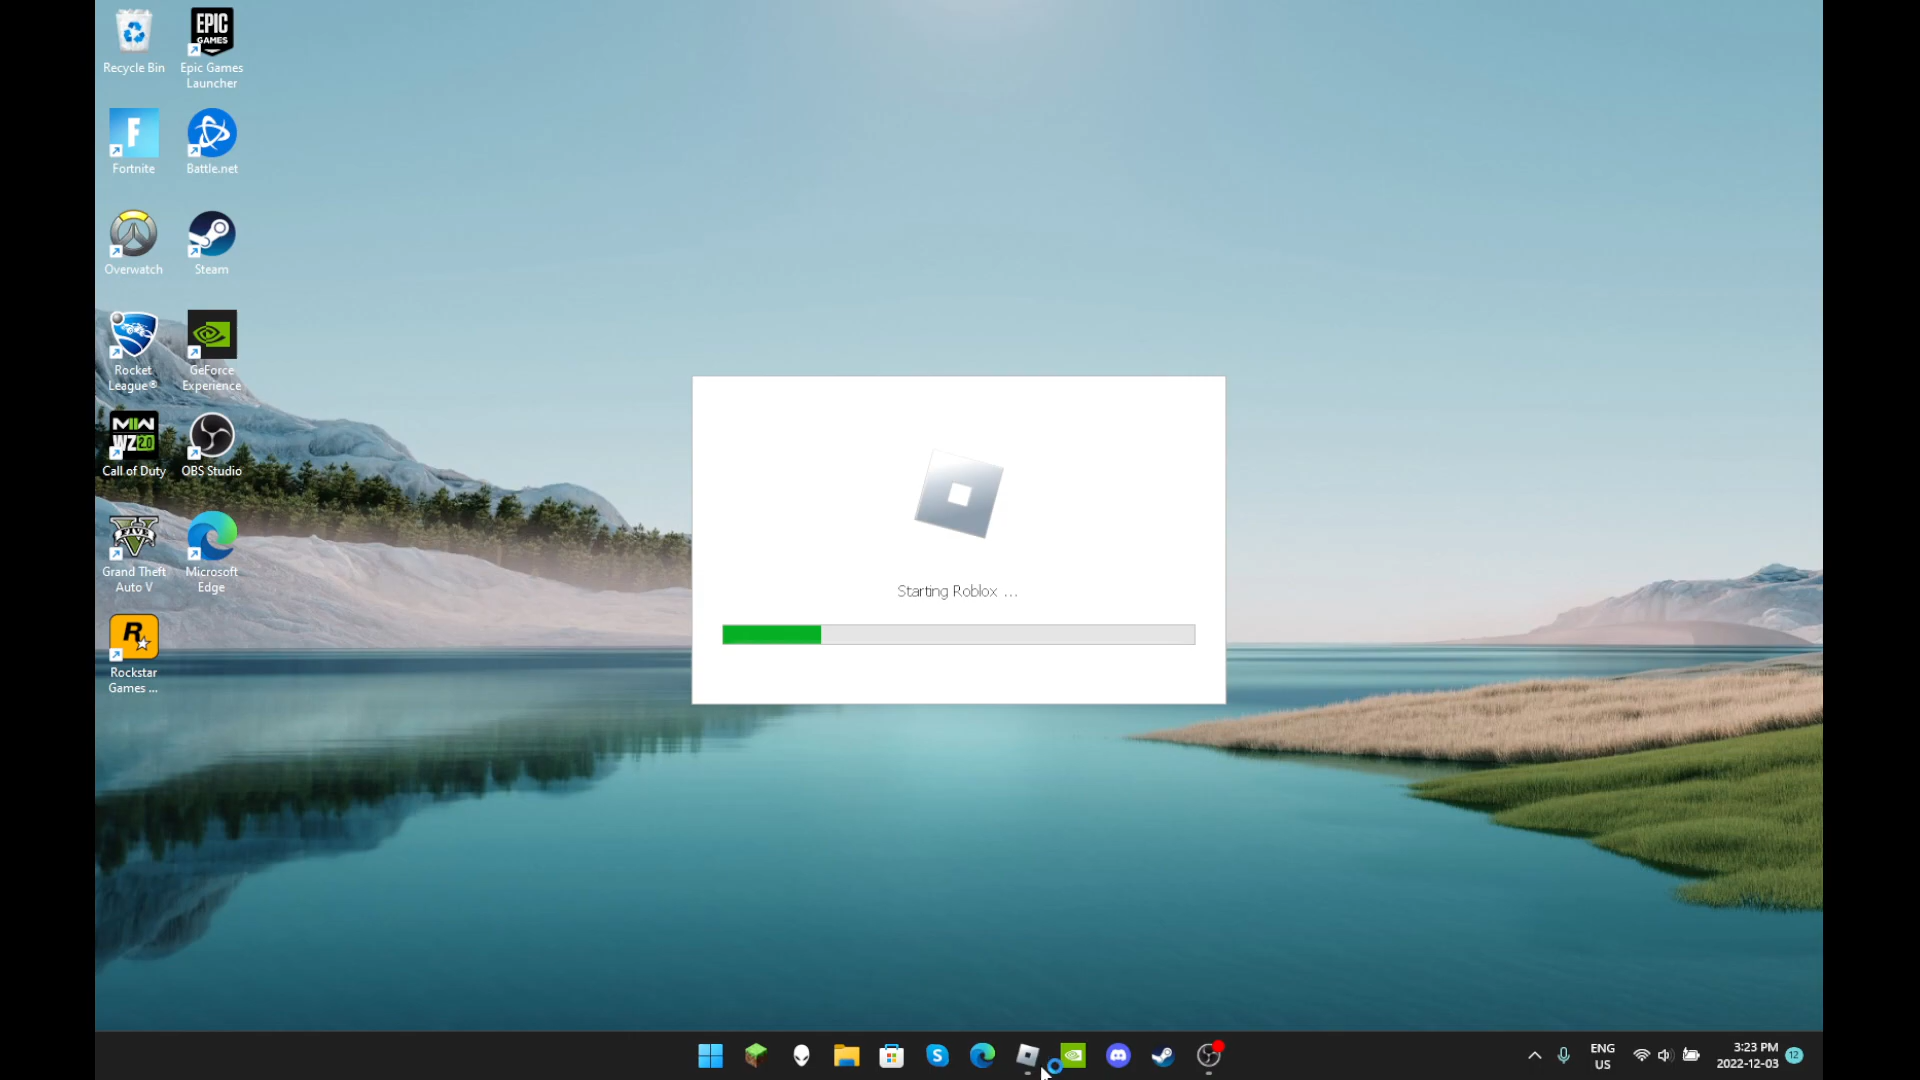 Recycle Bin
EPIC
GAMES
Epic Games
Launcher
F
Fortnite
Battle.net
Overwatch
Steam
Rocket
League®
GeForce
Experience
MW
WZ 2.0
Call of Duty
OBS Studio
V
FIVE
Grand Theft
Auto V
Microsoft
Edge
R
Rockstar
Games ...
Starting Roblox ...
S
ENG
US
3:23 PM
2022-12-03
12